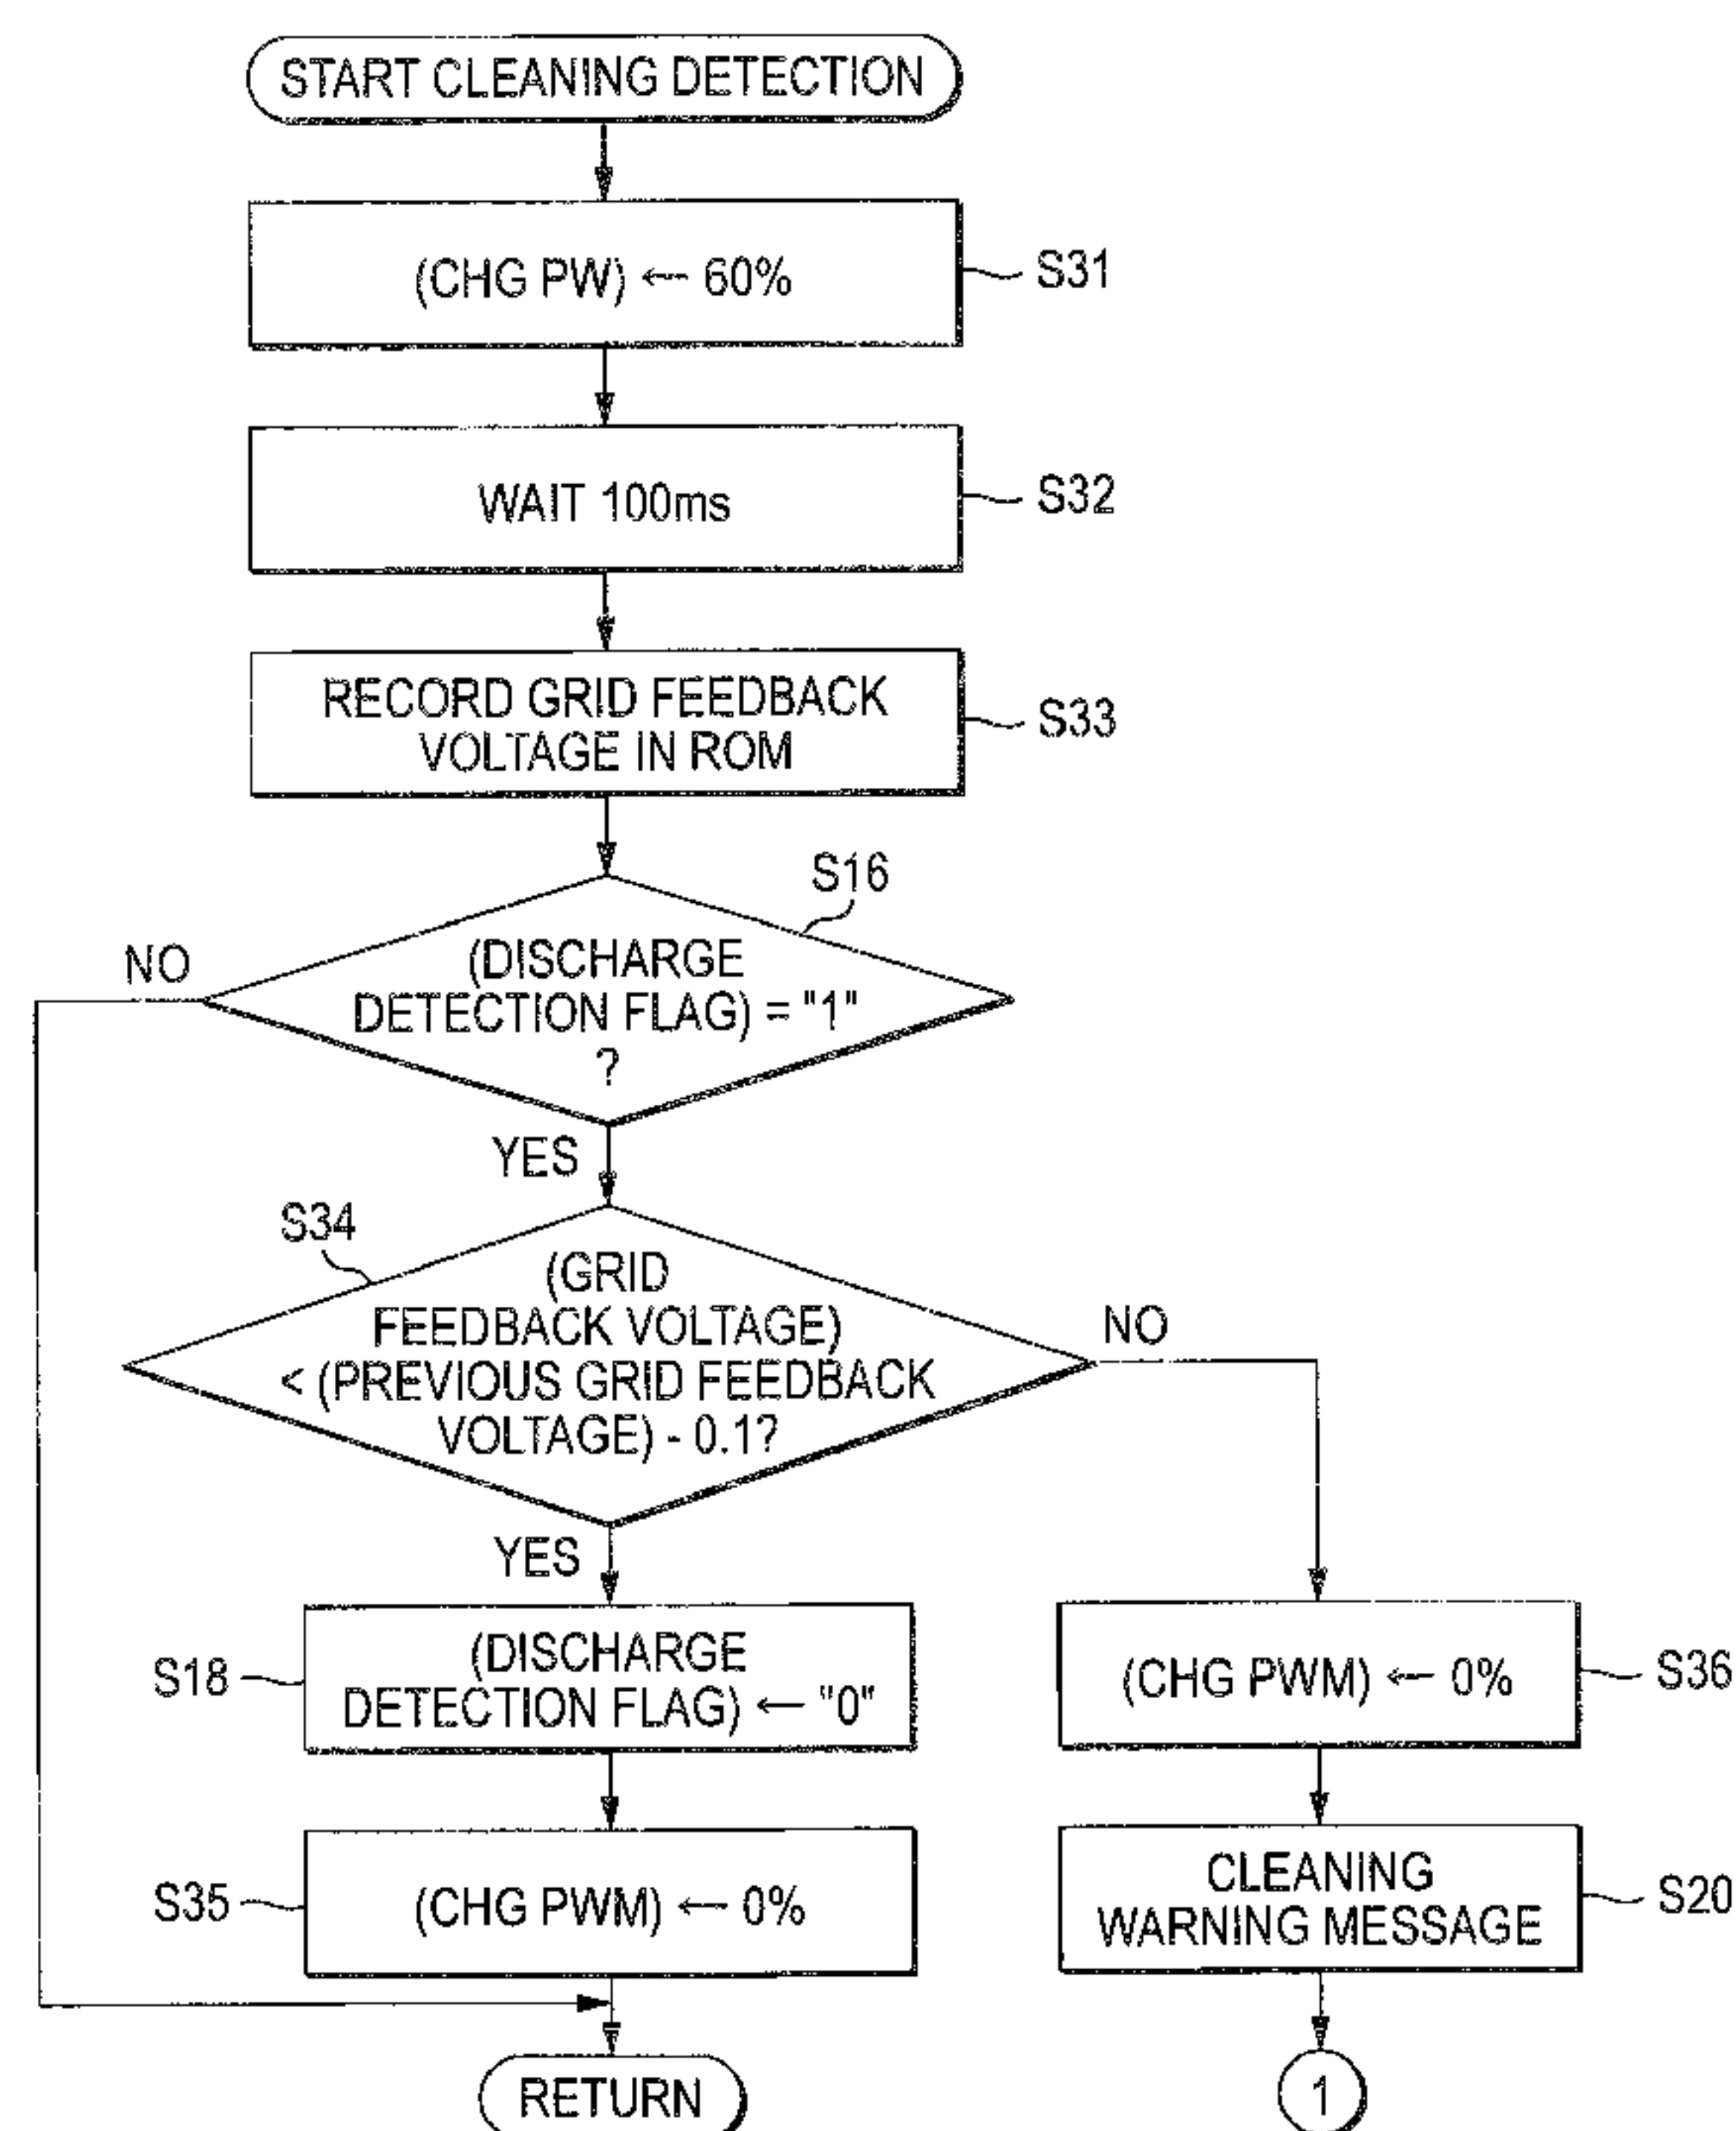 START CLEANING DETECTION
(CHG PW) ← 60%
S31
WAIT 100ms
S32
RECORD GRID FEEDBACK
VOLTAGE IN ROM
S33
S16
NO
(DISCHARGE
DETECTION FLAG) = "1"
?
YES
S34
(GRID
FEEDBACK VOLTAGE)
< (PREVIOUS GRID FEEDBACK
VOLTAGE) - 0.1?
NO
YES
S18
(DISCHARGE
DETECTION FLAG) ← "0"
(CHG PWM) ← 0%
S36
S35
(CHG PWM) ← 0%
CLEANING
WARNING MESSAGE
S20
RETURN
1